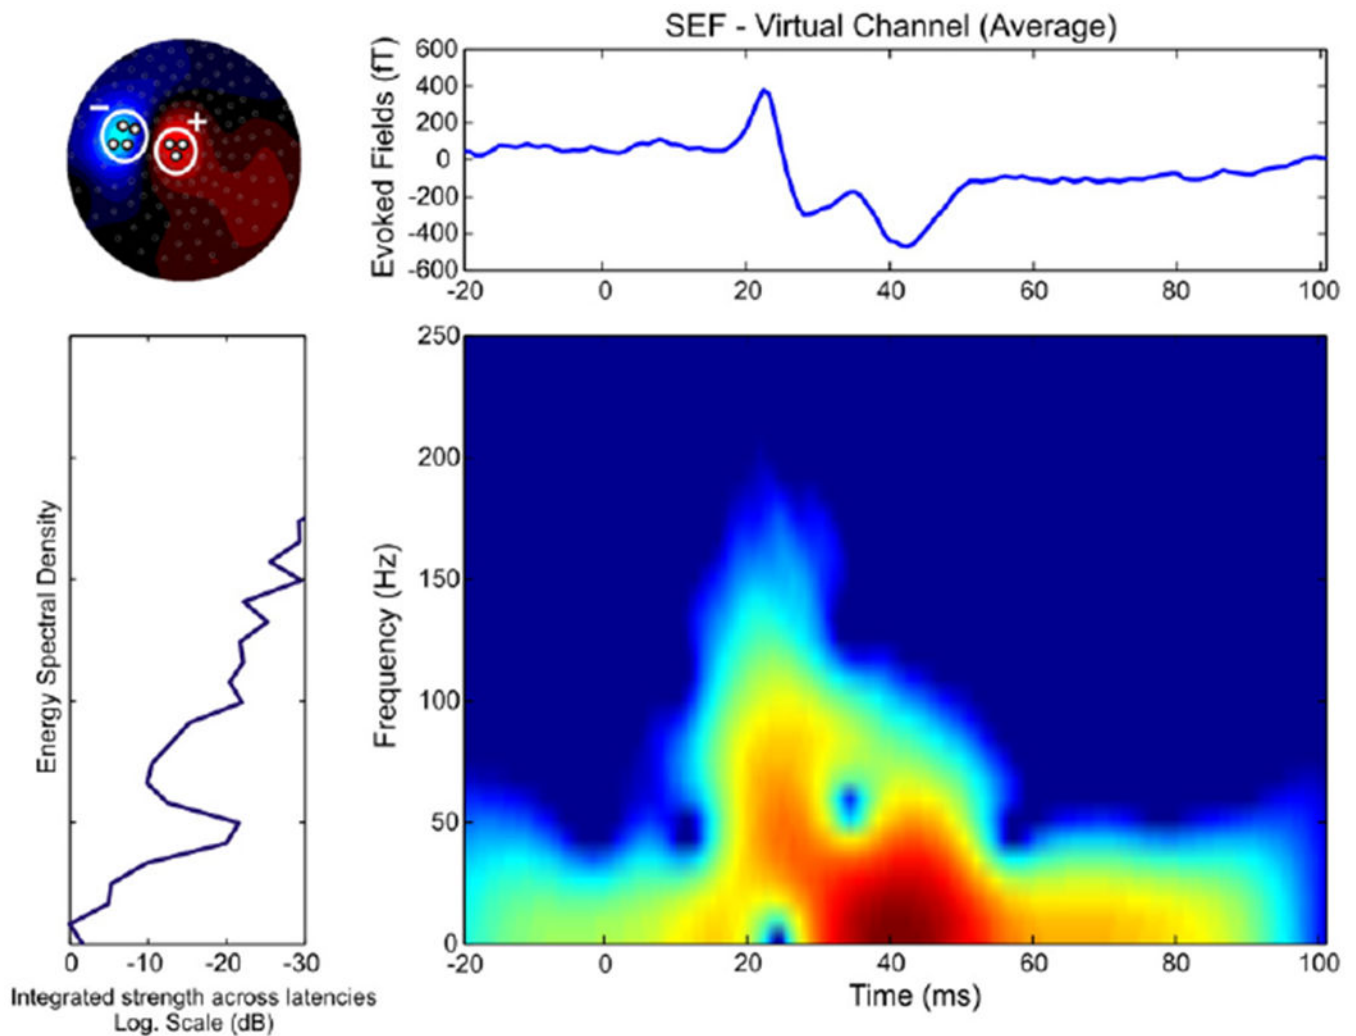 SEF - Virtual Channel (Average)
− +
Evoked Fields (fT)
600
400
200
0
-200
-400
-600
-20 0 20 40 60 80 100
Energy Spectral Density
0 -10 -20 -30
Integrated strength across latencies
Log. Scale (dB)
Frequency (Hz)
250
200
150
100
50
0
-20 0 20 40 60 80 100
Time (ms)